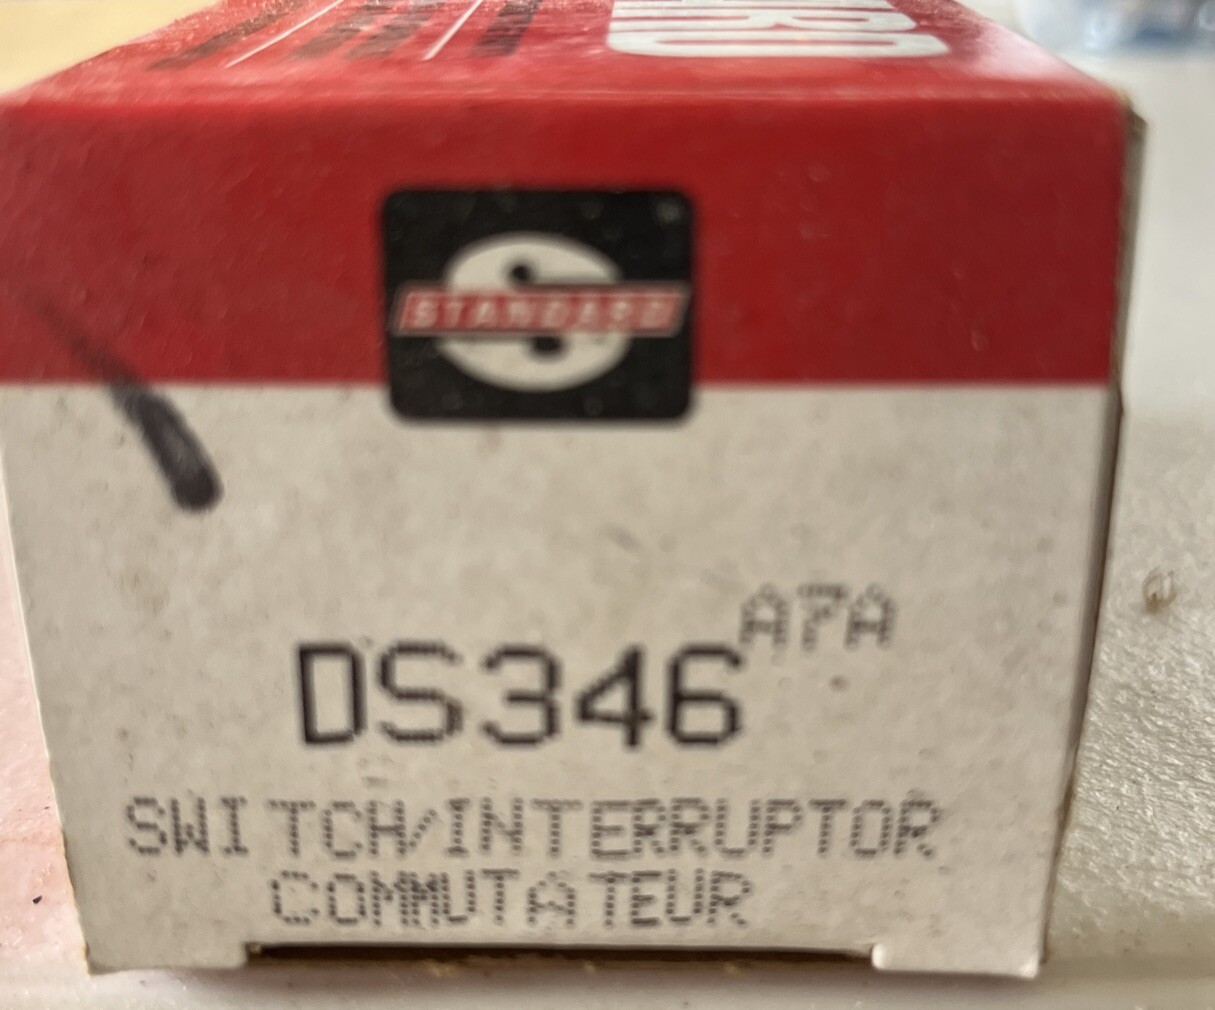 STANDARD
DS346 A7A
SWITCH/INTERRUPTOR
COMMUTATEUR